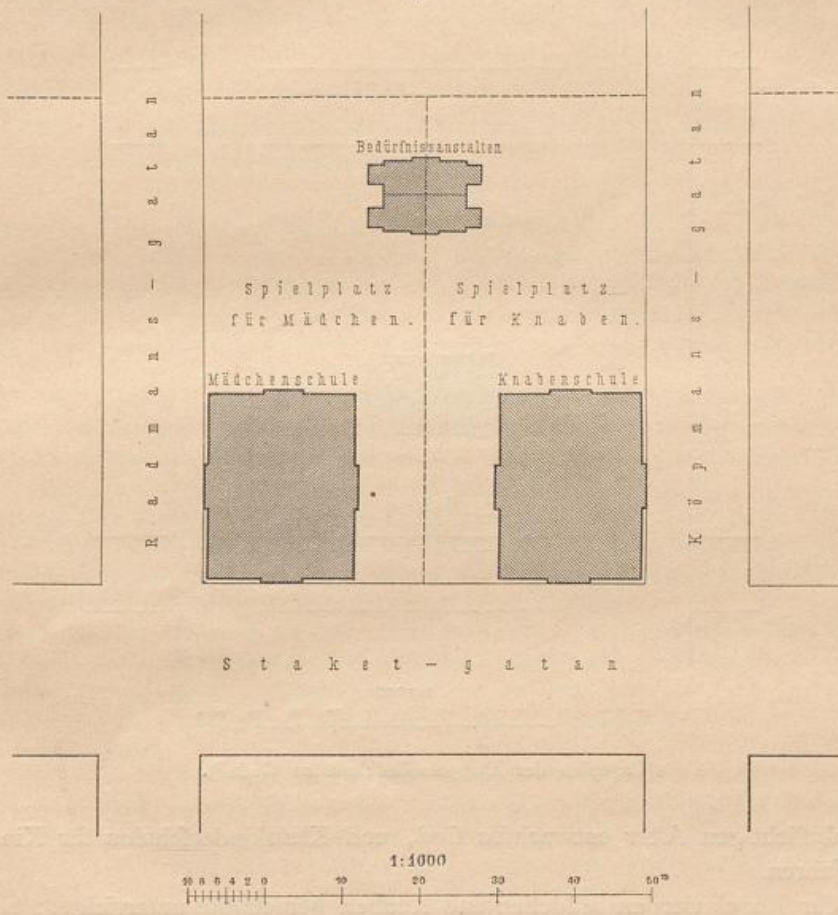 Bedürfnissanstalten
Spielplatz
für Mädchen.
Spielplatz
für Knaben.
Mädchenschule
Knabenschule
Radmans-gatan
Köpmans-gatan
Staket-gatan
1:1000
10 8 6 4 2 0 10 20 30 40 50 m